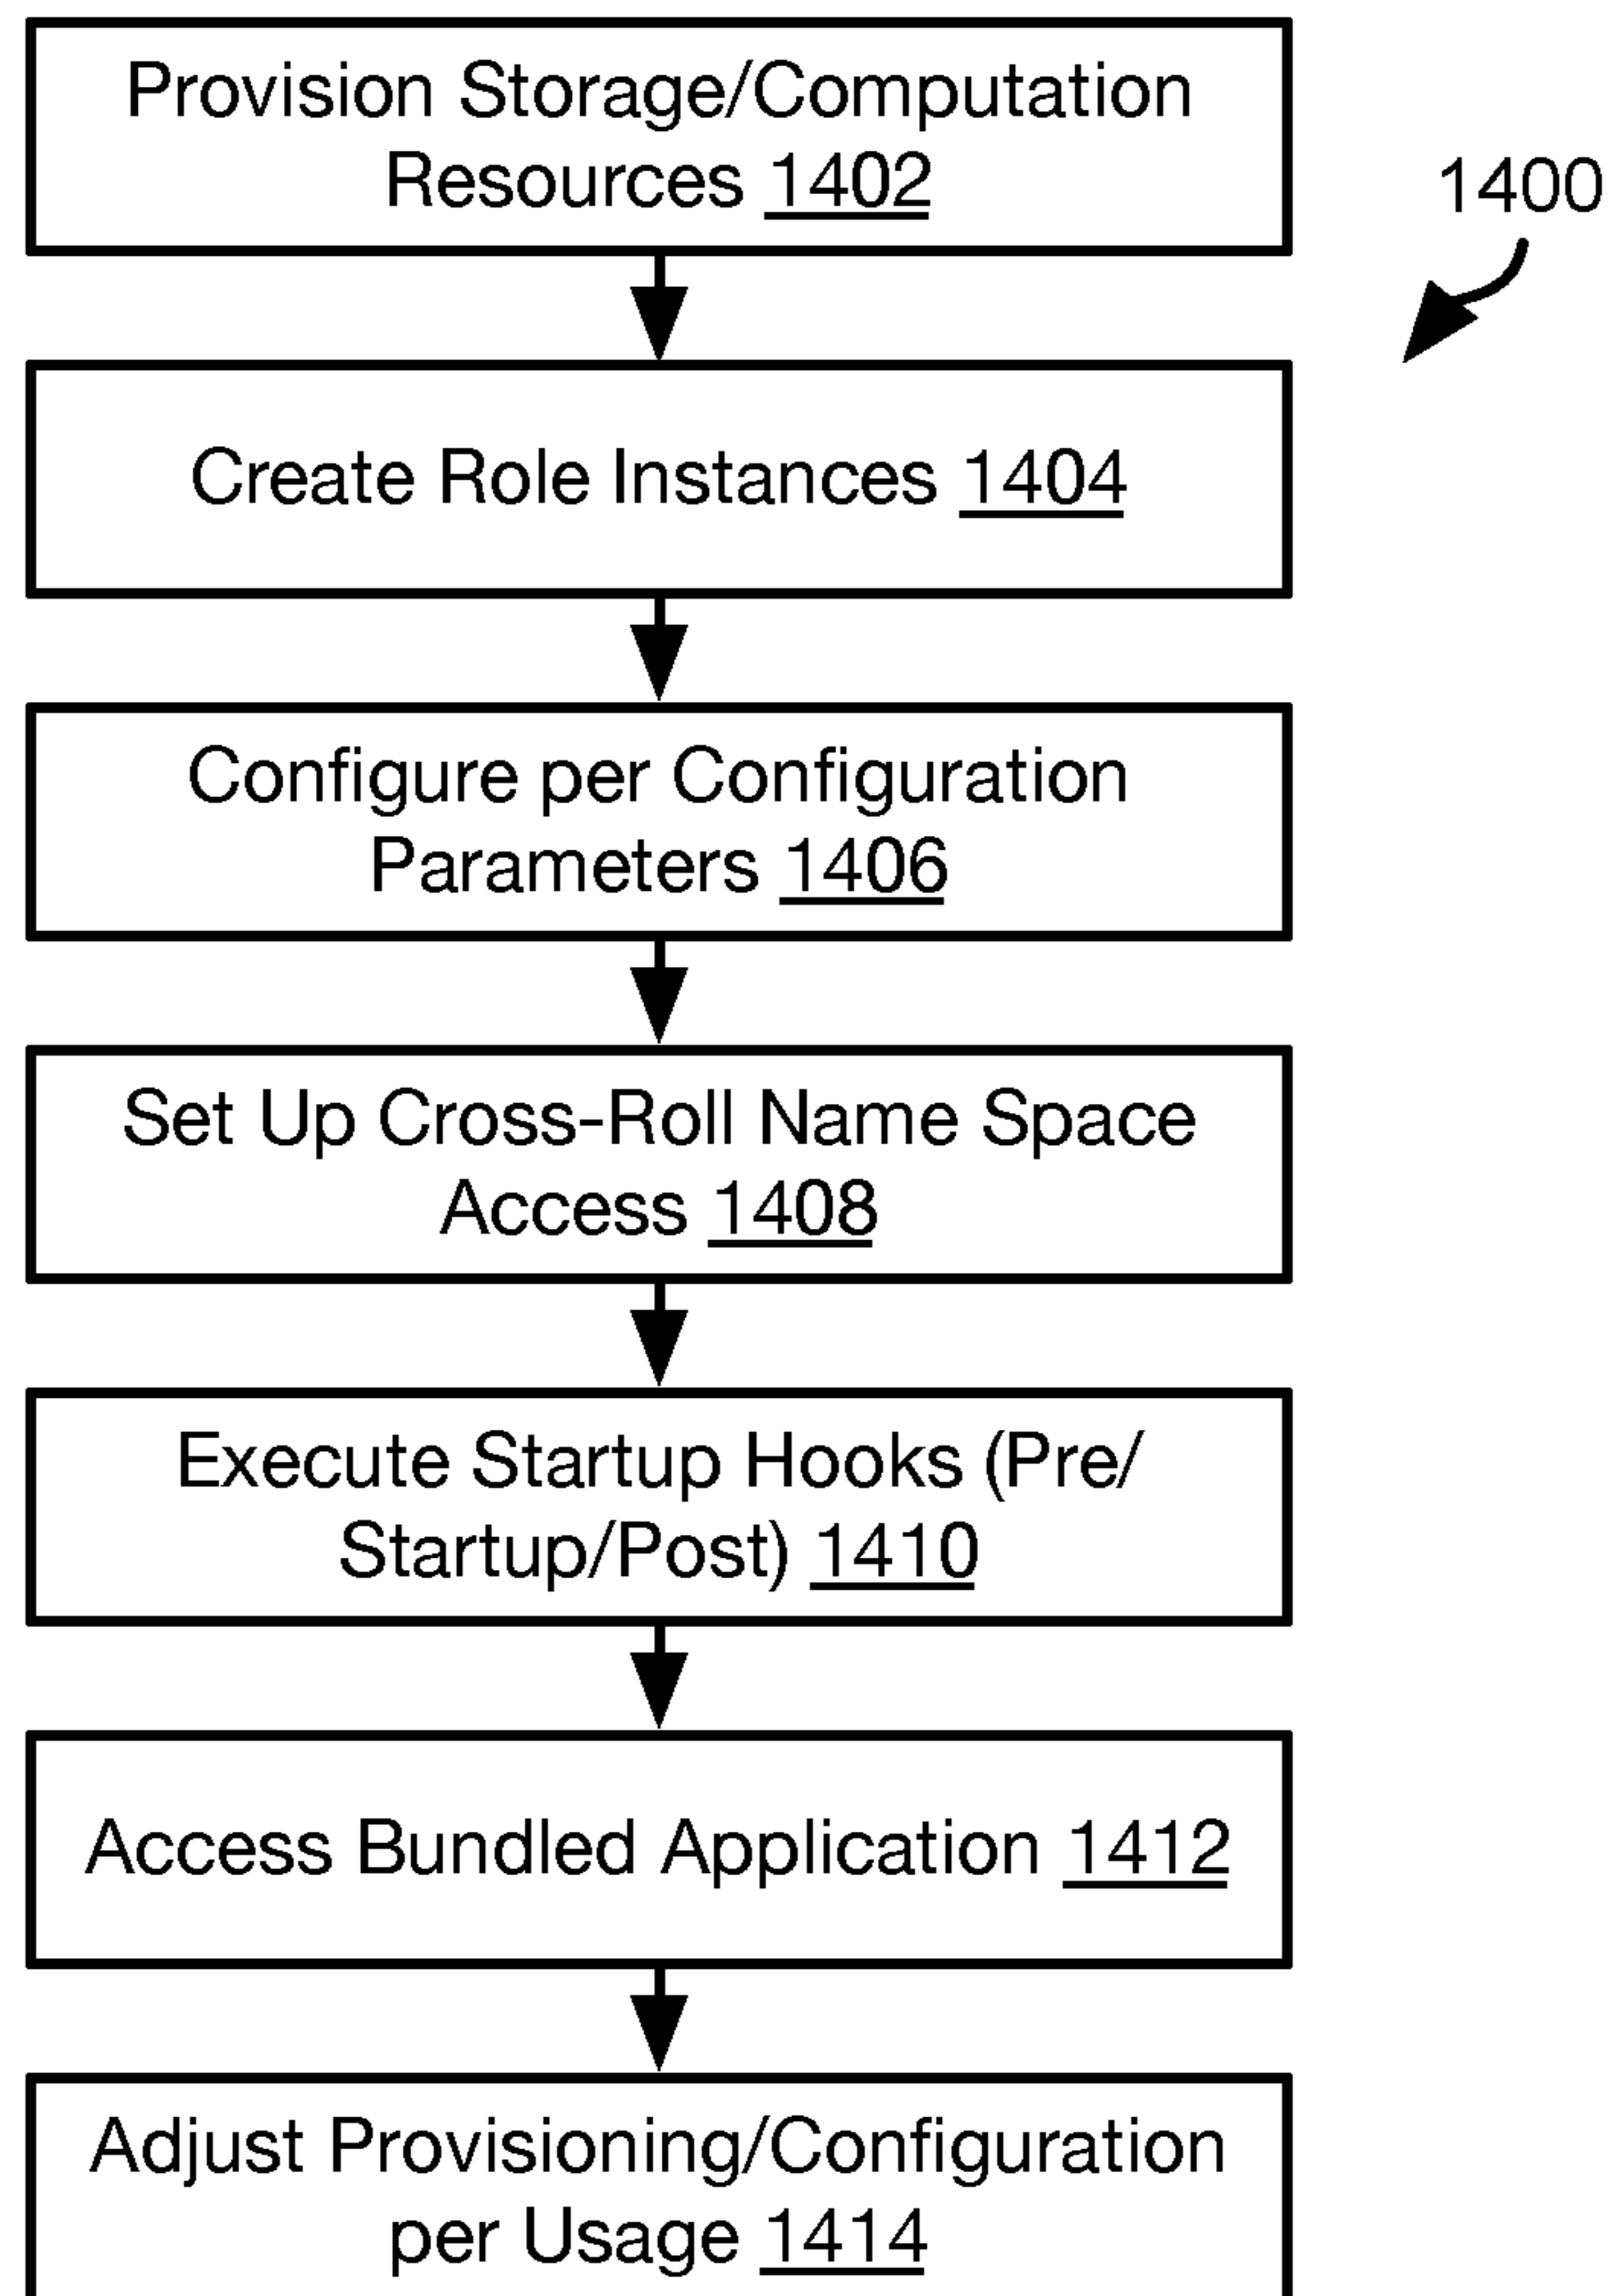 Provision Storage/Computation
Resources 1402
1400
Create Role Instances 1404
Configure per Configuration
Parameters 1406
Set Up Cross-Roll Name Space
Access 1408
Execute Startup Hooks (Pre/
Startup/Post) 1410
Access Bundled Application 1412
Adjust Provisioning/Configuration
per Usage 1414